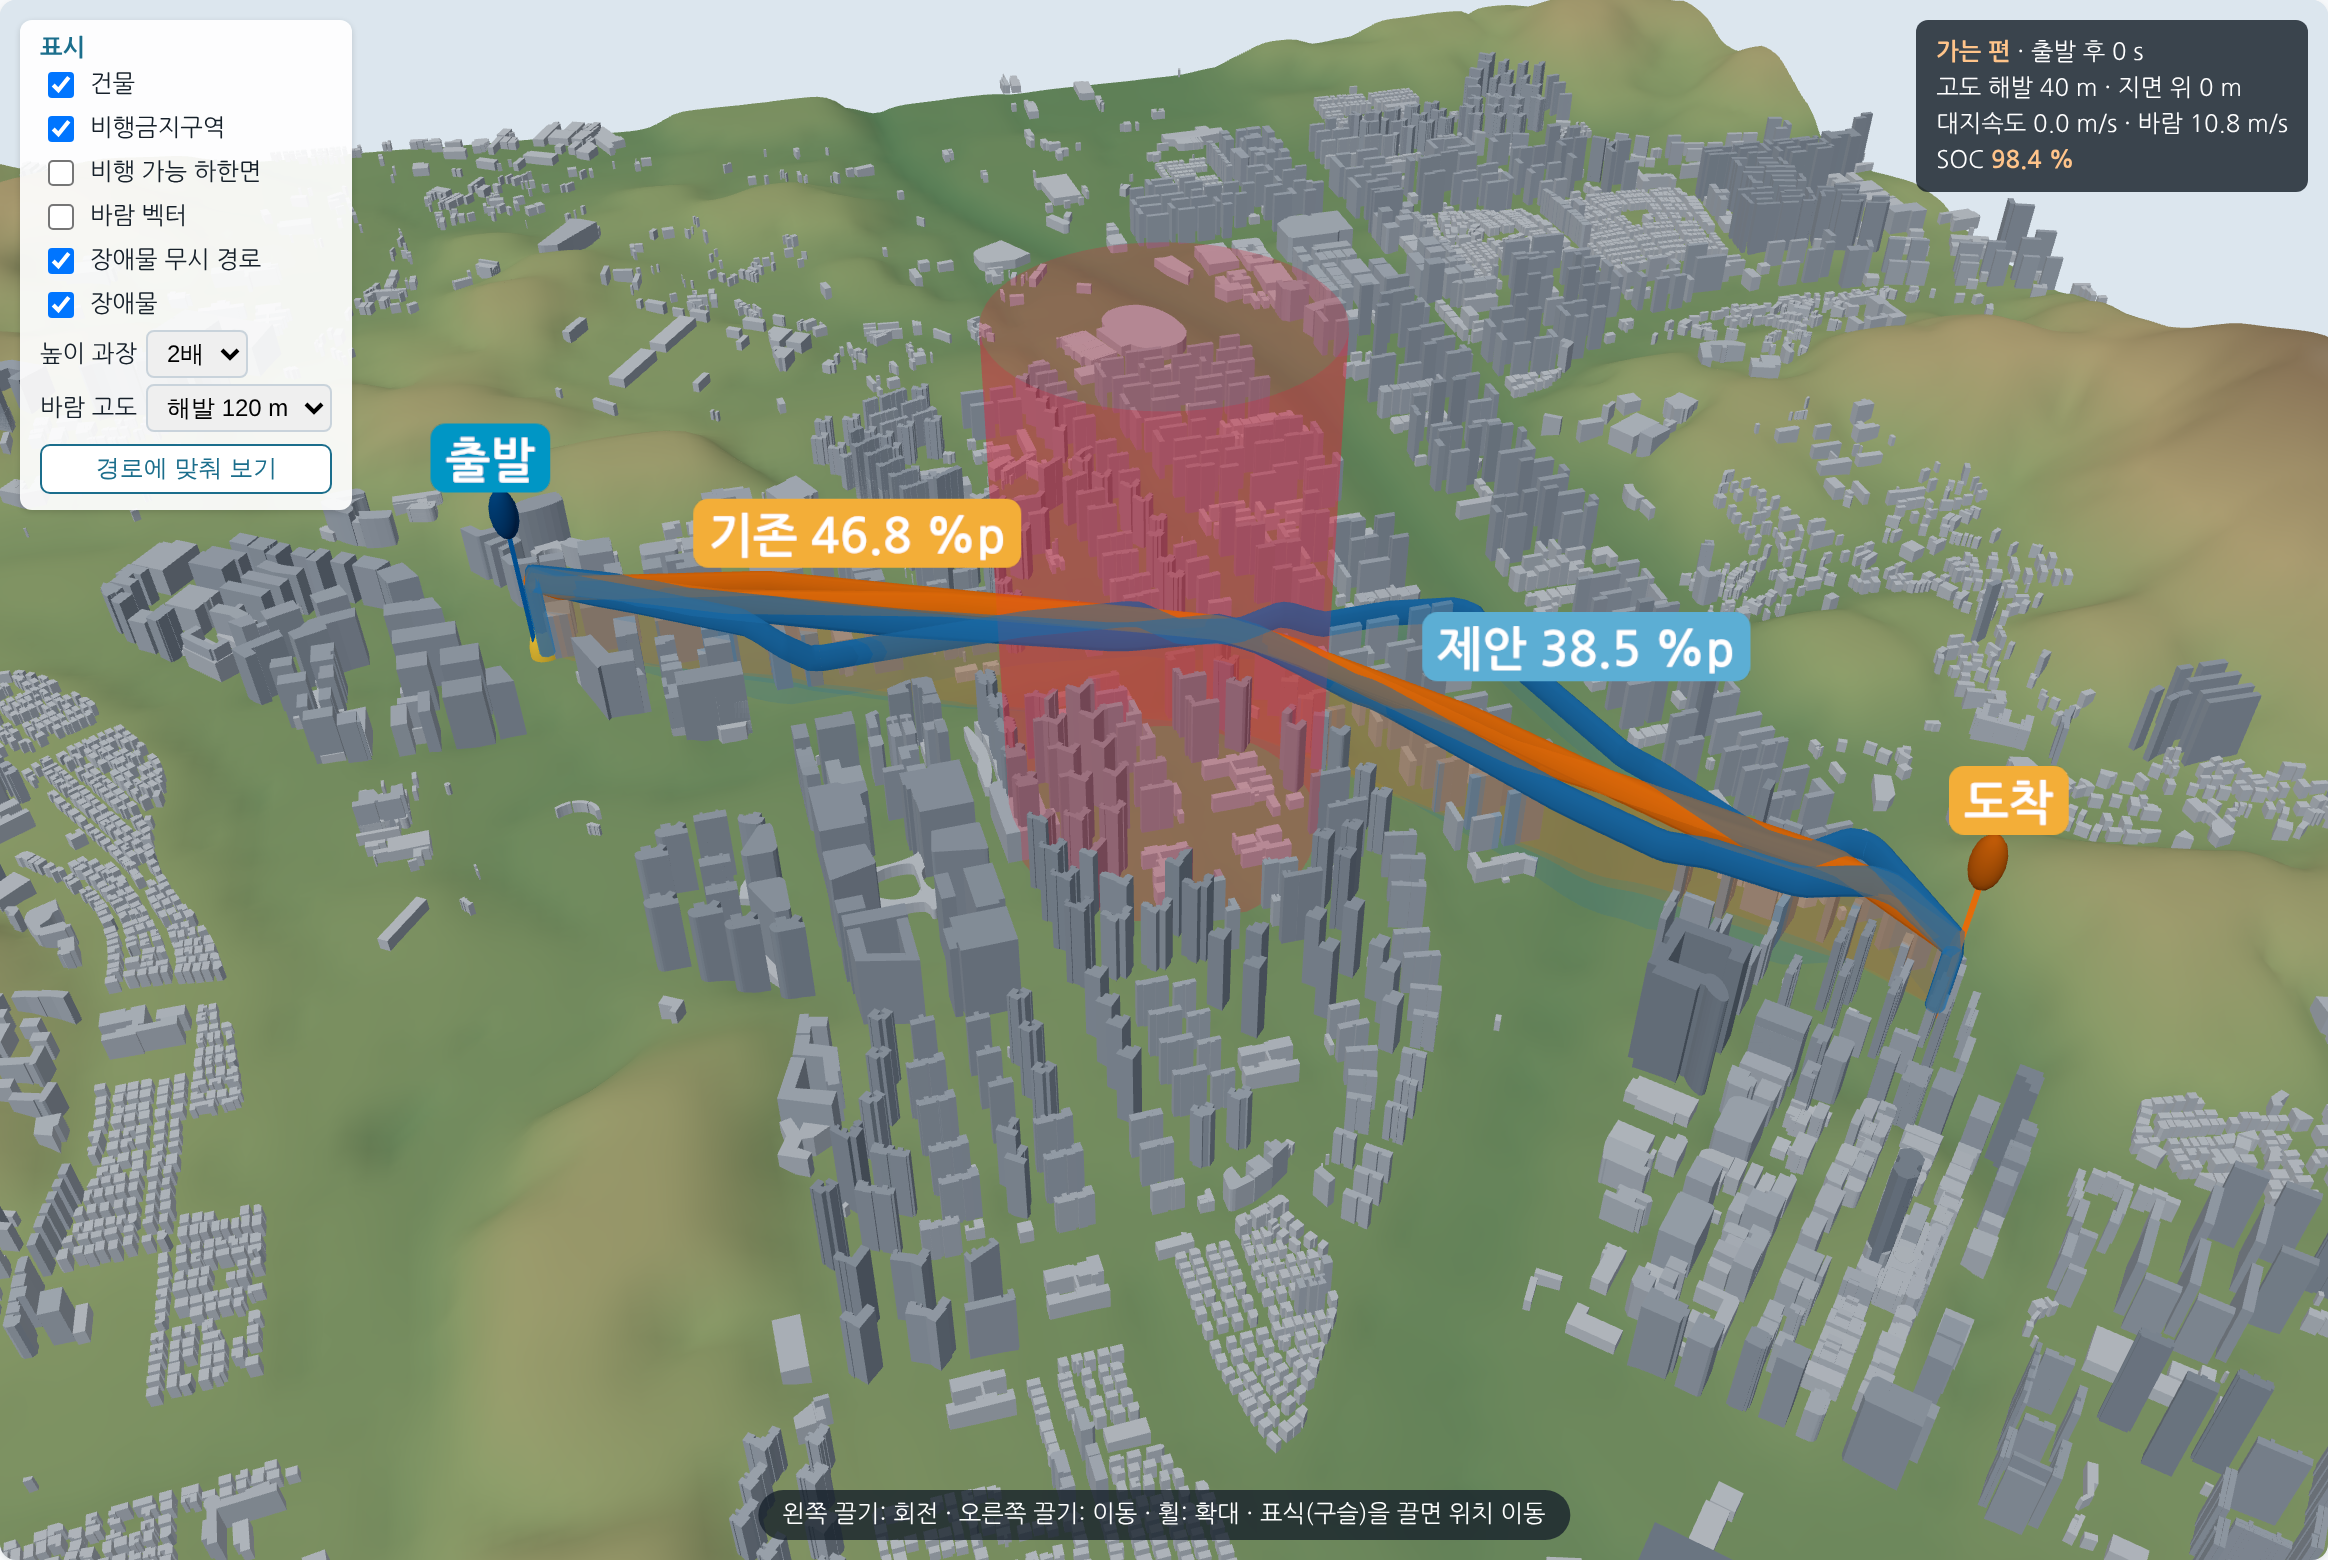 표시
건물
비행금지구역
비행 가능 하한면
바람 벡터
장애물 무시 경로
장애물
높이 과장 2배
바람 고도 해발 120 m
경로에 맞춰 보기
가는 편 · 출발 후 0 s
고도 해발 40 m · 지면 위 0 m
대지속도 0.0 m/s · 바람 10.8 m/s
SOC 98.4 %
출발
기존 46.8 %p
제안 38.5 %p
도착
왼쪽 끌기: 회전 · 오른쪽 끌기: 이동 · 휠: 확대 · 표식(구슬)을 끌면 위치 이동